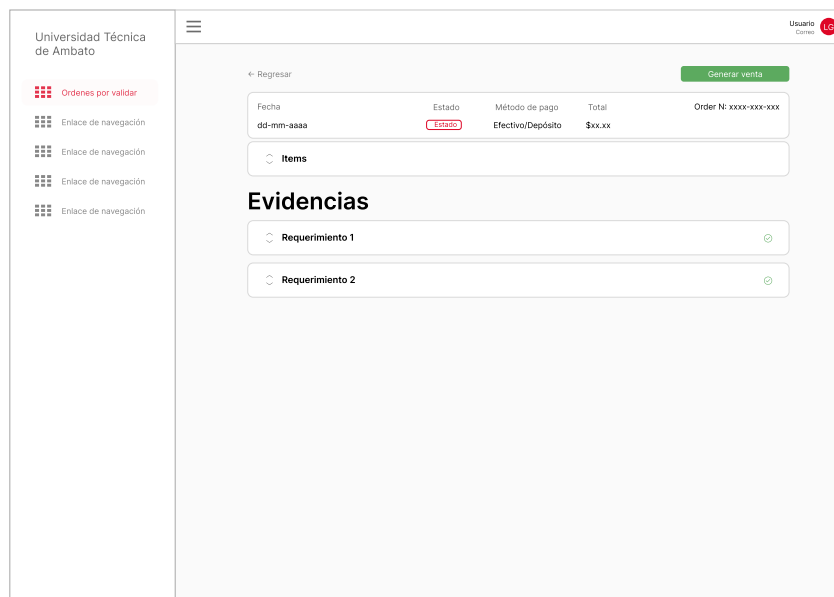 Universidad Técnica
de Ambato
Ordenes por validar
Enlace de navegación
Enlace de navegación
Enlace de navegación
Enlace de navegación
Usuario
Correo
LG
← Regresar
Generar venta
Fecha Estado Método de pago Total Order N: xxxx-xxx-xxx
dd-mm-aaaa Estado Efectivo/Depósito $xx.xx
Items
Evidencias
Requerimiento 1
Requerimiento 2